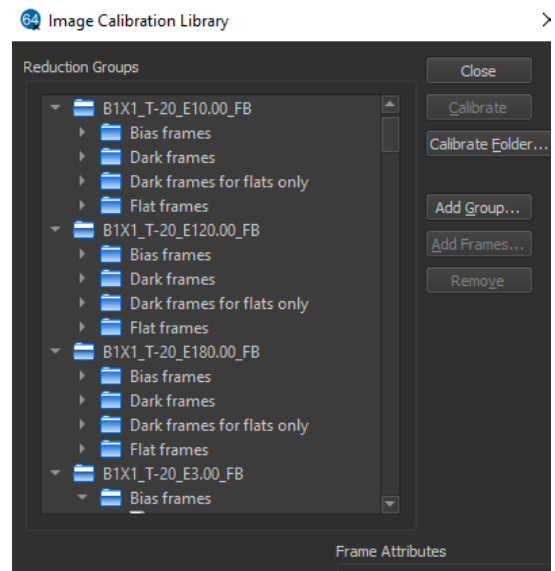 64 Image Calibration Library
Reduction Groups
B1X1_T-20_E10.00_FB
Bias frames
Dark frames
Dark frames for flats only
Flat frames
B1X1_T-20_E120.00_FB
Bias frames
Dark frames
Dark frames for flats only
Flat frames
B1X1_T-20_E180.00_FB
Bias frames
Dark frames
Dark frames for flats only
Flat frames
B1X1_T-20_E3.00_FB
Bias frames
Close
Calibrate
Calibrate Folder...
Add Group...
Add Frames...
Remove
Frame Attributes